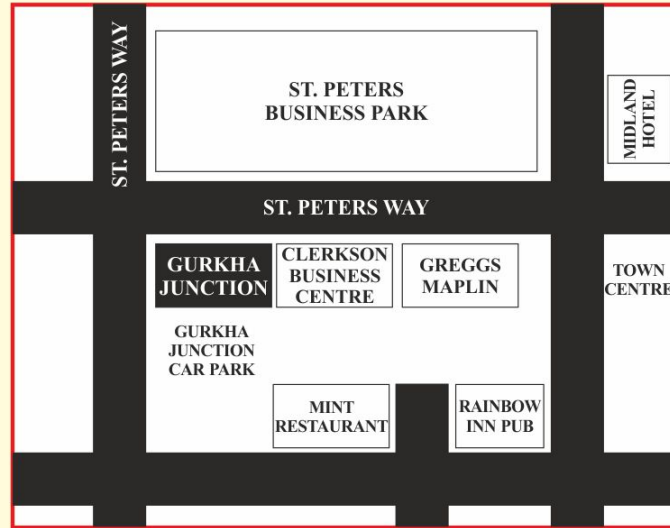 ST. PETERS WAY
ST. PETERS
BUSINESS PARK
MIDLAND
HOTEL
ST. PETERS WAY
GURKHA
JUNCTION
CLERKSON
BUSINESS
CENTRE
GREGGS
MAPLIN
TOWN
CENTRE
GURKHA
JUNCTION
CAR PARK
MINT
RESTAURANT
RAINBOW
INN PUB